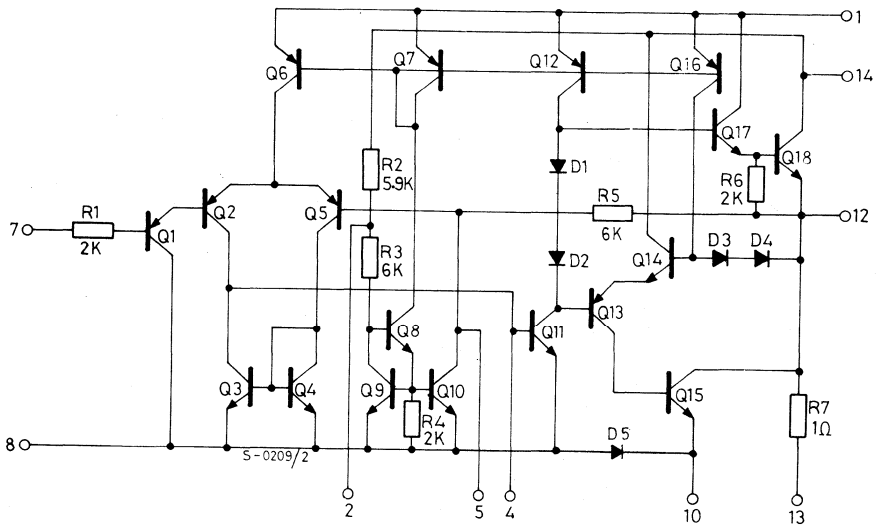 1
Q6
Q7
Q12
Q16
14
Q17
Q18
R2
5.9K
D1
R6
2K
R1
7
2K
Q1
Q2
Q5
R5
6K
12
R3
6K
D2
Q14
D3
D4
Q13
Q8
Q11
Q3
Q4
Q9
Q10
Q15
R4
2K
R7
1Ω
8
S-0209/2
D5
2
5
4
10
13